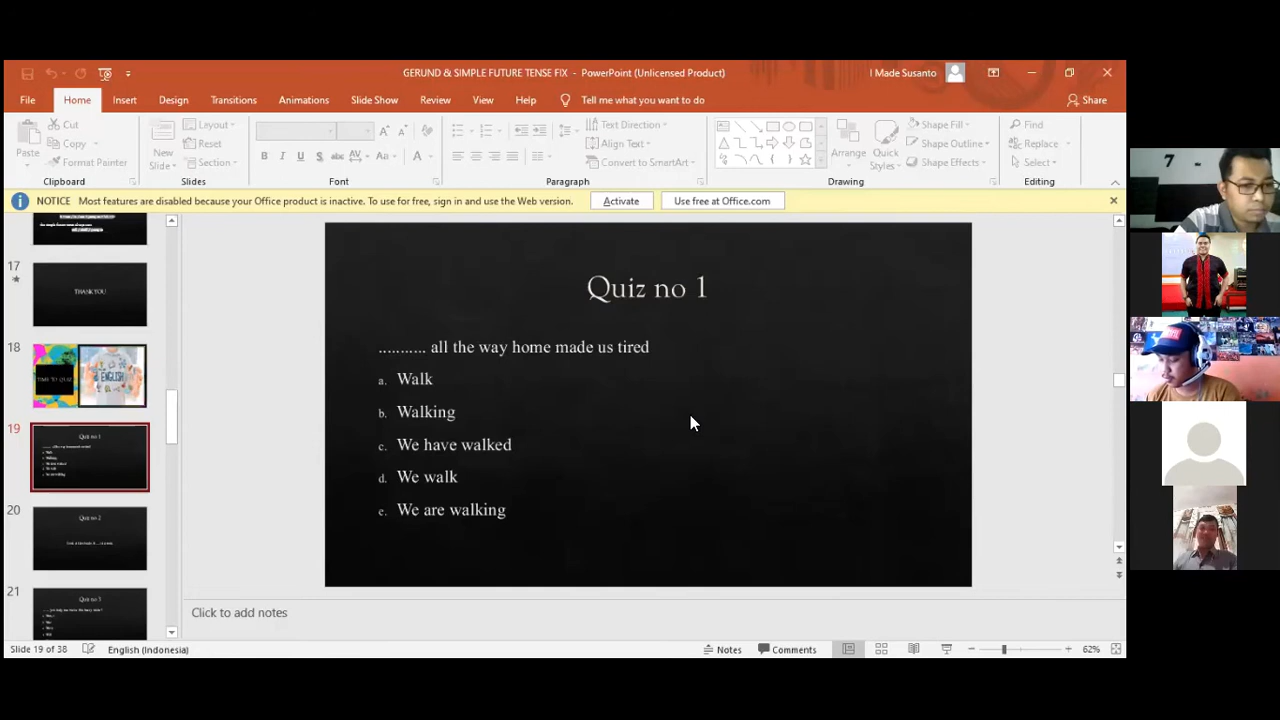 GERUND & SIMPLE FUTURE TENSE FIX - PowerPoint (Unlicensed Product)
I Made Susanto
File Home Insert Design Transitions Animations Slide Show Review View Help Tell me what you want to do
Share
Paste
Cut
Copy
Format Painter
Clipboard
New Slide
Layout
Reset
Section
Slides
B I U S abc AV Aa A
Font
Text Direction
Align Text
Convert to SmartArt
Paragraph
Arrange
Quick Styles
Shape Fill
Shape Outline
Shape Effects
Drawing
Find
Replace
Select
Editing
NOTICE Most features are disabled because your Office product is inactive. To use for free, sign in and use the Web version.
Activate
Use free at Office.com
17
THANK YOU
18
TIME TO QUIZ
ENGLISH
19
Quiz no 1
20
Quiz no 2
21
Quiz no 3
Quiz no 1
........... all the way home made us tired
a. Walk
b. Walking
c. We have walked
d. We walk
e. We are walking
Click to add notes
Slide 19 of 38
English (Indonesia)
Notes
Comments
62%
7